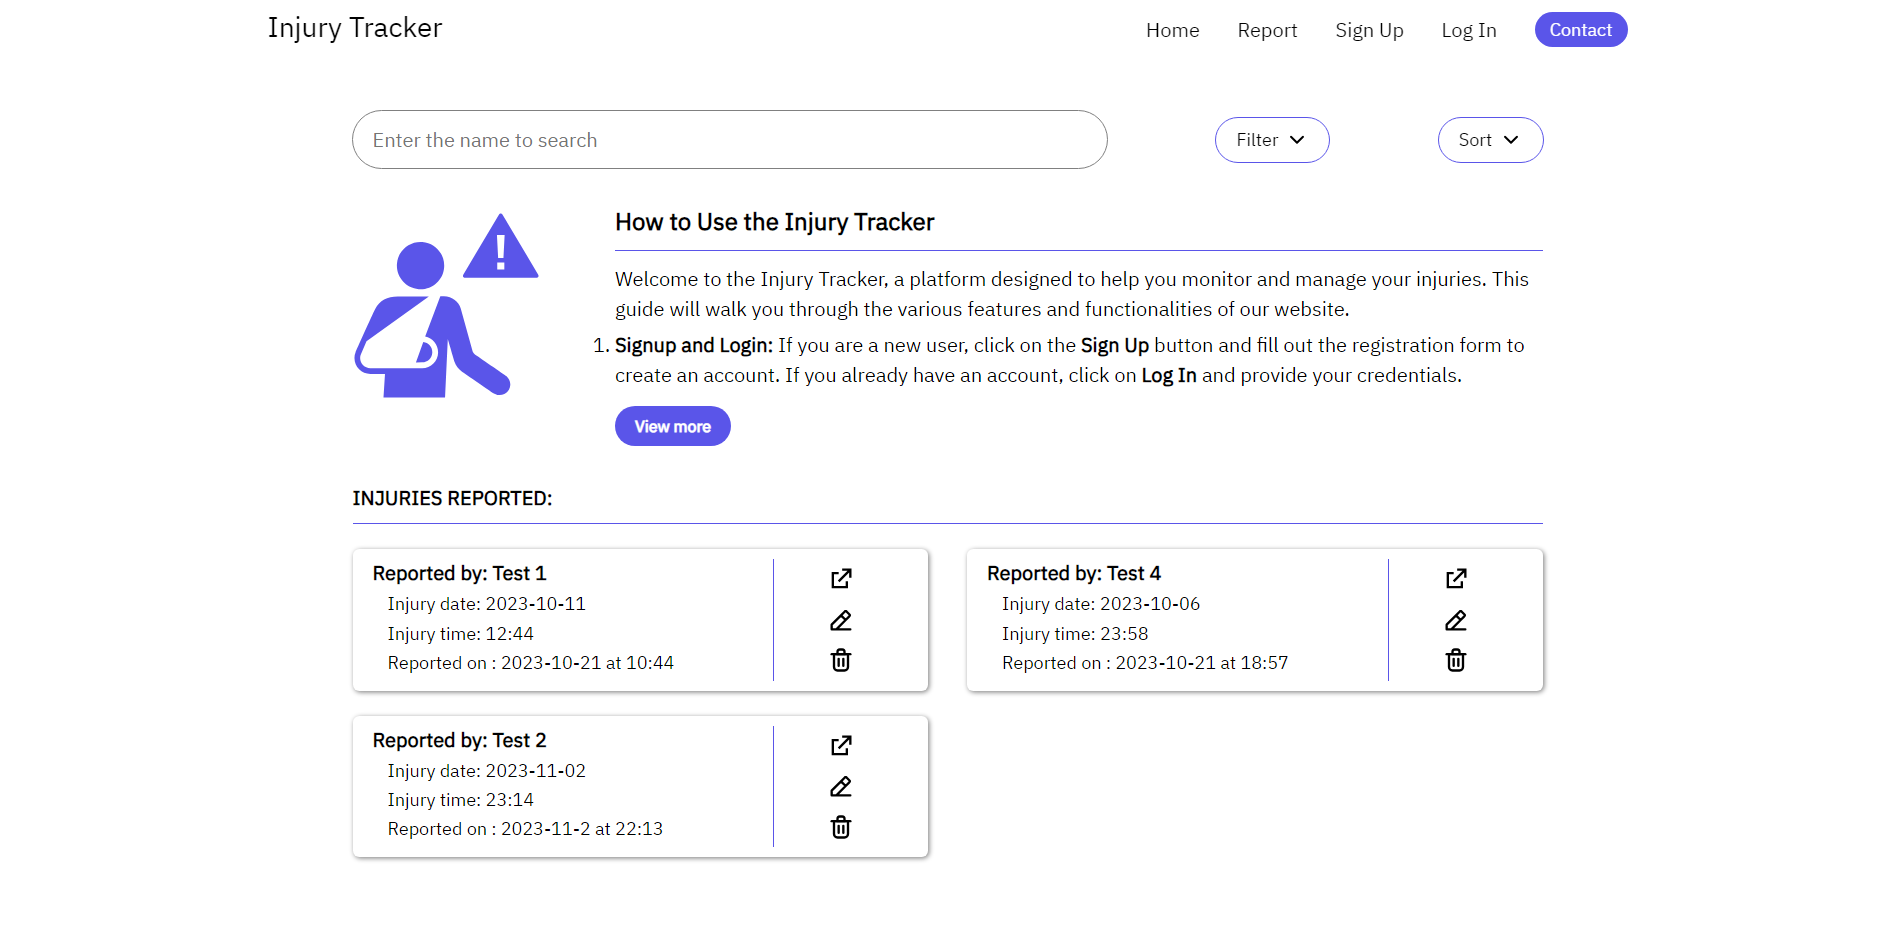 Injury Tracker
Home
Report
Sign Up
Log In
Contact
Enter the name to search
Filter
Sort
!
How to Use the Injury Tracker
Welcome to the Injury Tracker, a platform designed to help you monitor and manage your injuries. This
guide will walk you through the various features and functionalities of our website.
1. Signup and Login: If you are a new user, click on the Sign Up button and fill out the registration form to
create an account. If you already have an account, click on Log In and provide your credentials.
View more
INJURIES REPORTED:
Reported by: Test 1
Injury date: 2023-10-11
Injury time: 12:44
Reported on : 2023-10-21 at 10:44
Reported by: Test 4
Injury date: 2023-10-06
Injury time: 23:58
Reported on : 2023-10-21 at 18:57
Reported by: Test 2
Injury date: 2023-11-02
Injury time: 23:14
Reported on : 2023-11-2 at 22:13